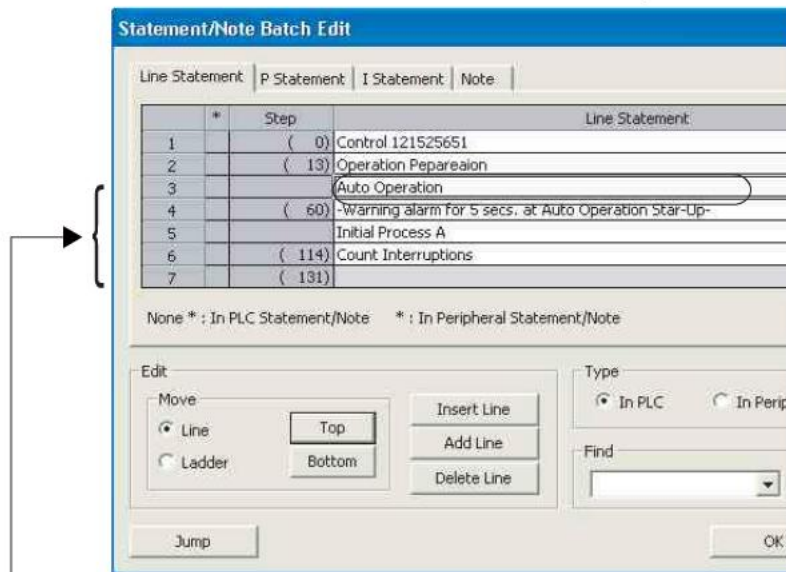 Statement/Note Batch Edit
Line Statement P Statement I Statement Note
* Step Line Statement
1 ( 0) Control 121525651
2 ( 13) Operation Pepareaion
3 Auto Operation
4 ( 60) -Warning alarm for 5 secs. at Auto Operation Star-Up-
5 Initial Process A
6 ( 114) Count Interruptions
7 ( 131)
None * : In PLC Statement/Note * : In Peripheral Statement/Note
Edit
Move
Line
Ladder
Top
Bottom
Insert Line
Add Line
Delete Line
Type
In PLC In Perip
Find
Jump
OK